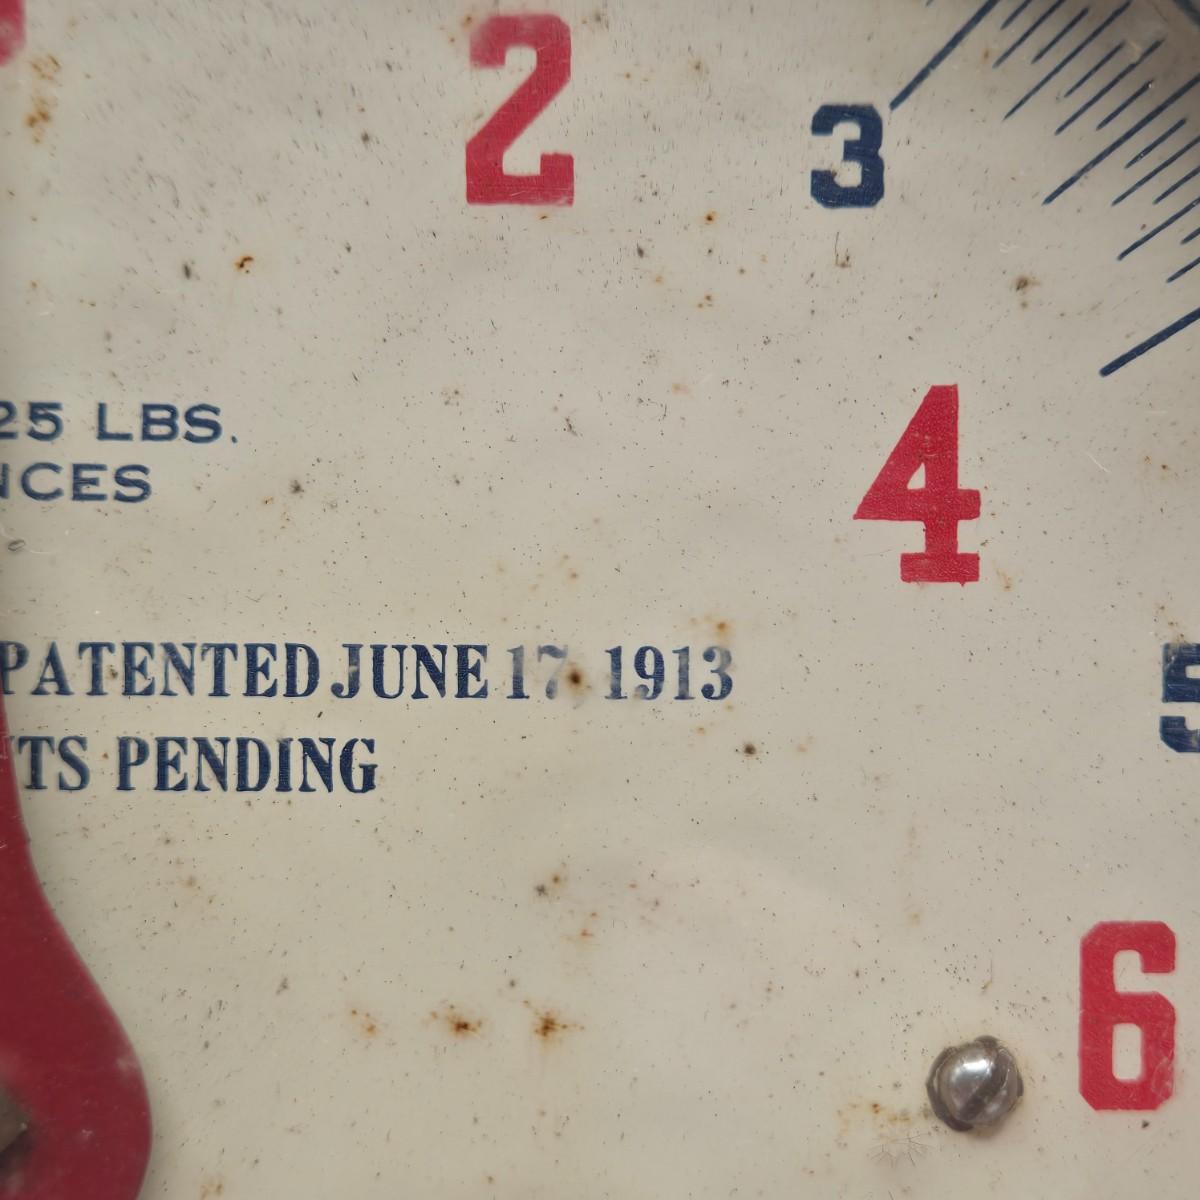 2
3
25 LBS.
NCES
4
PATENTED JUNE 17 1913
5
TS PENDING
6